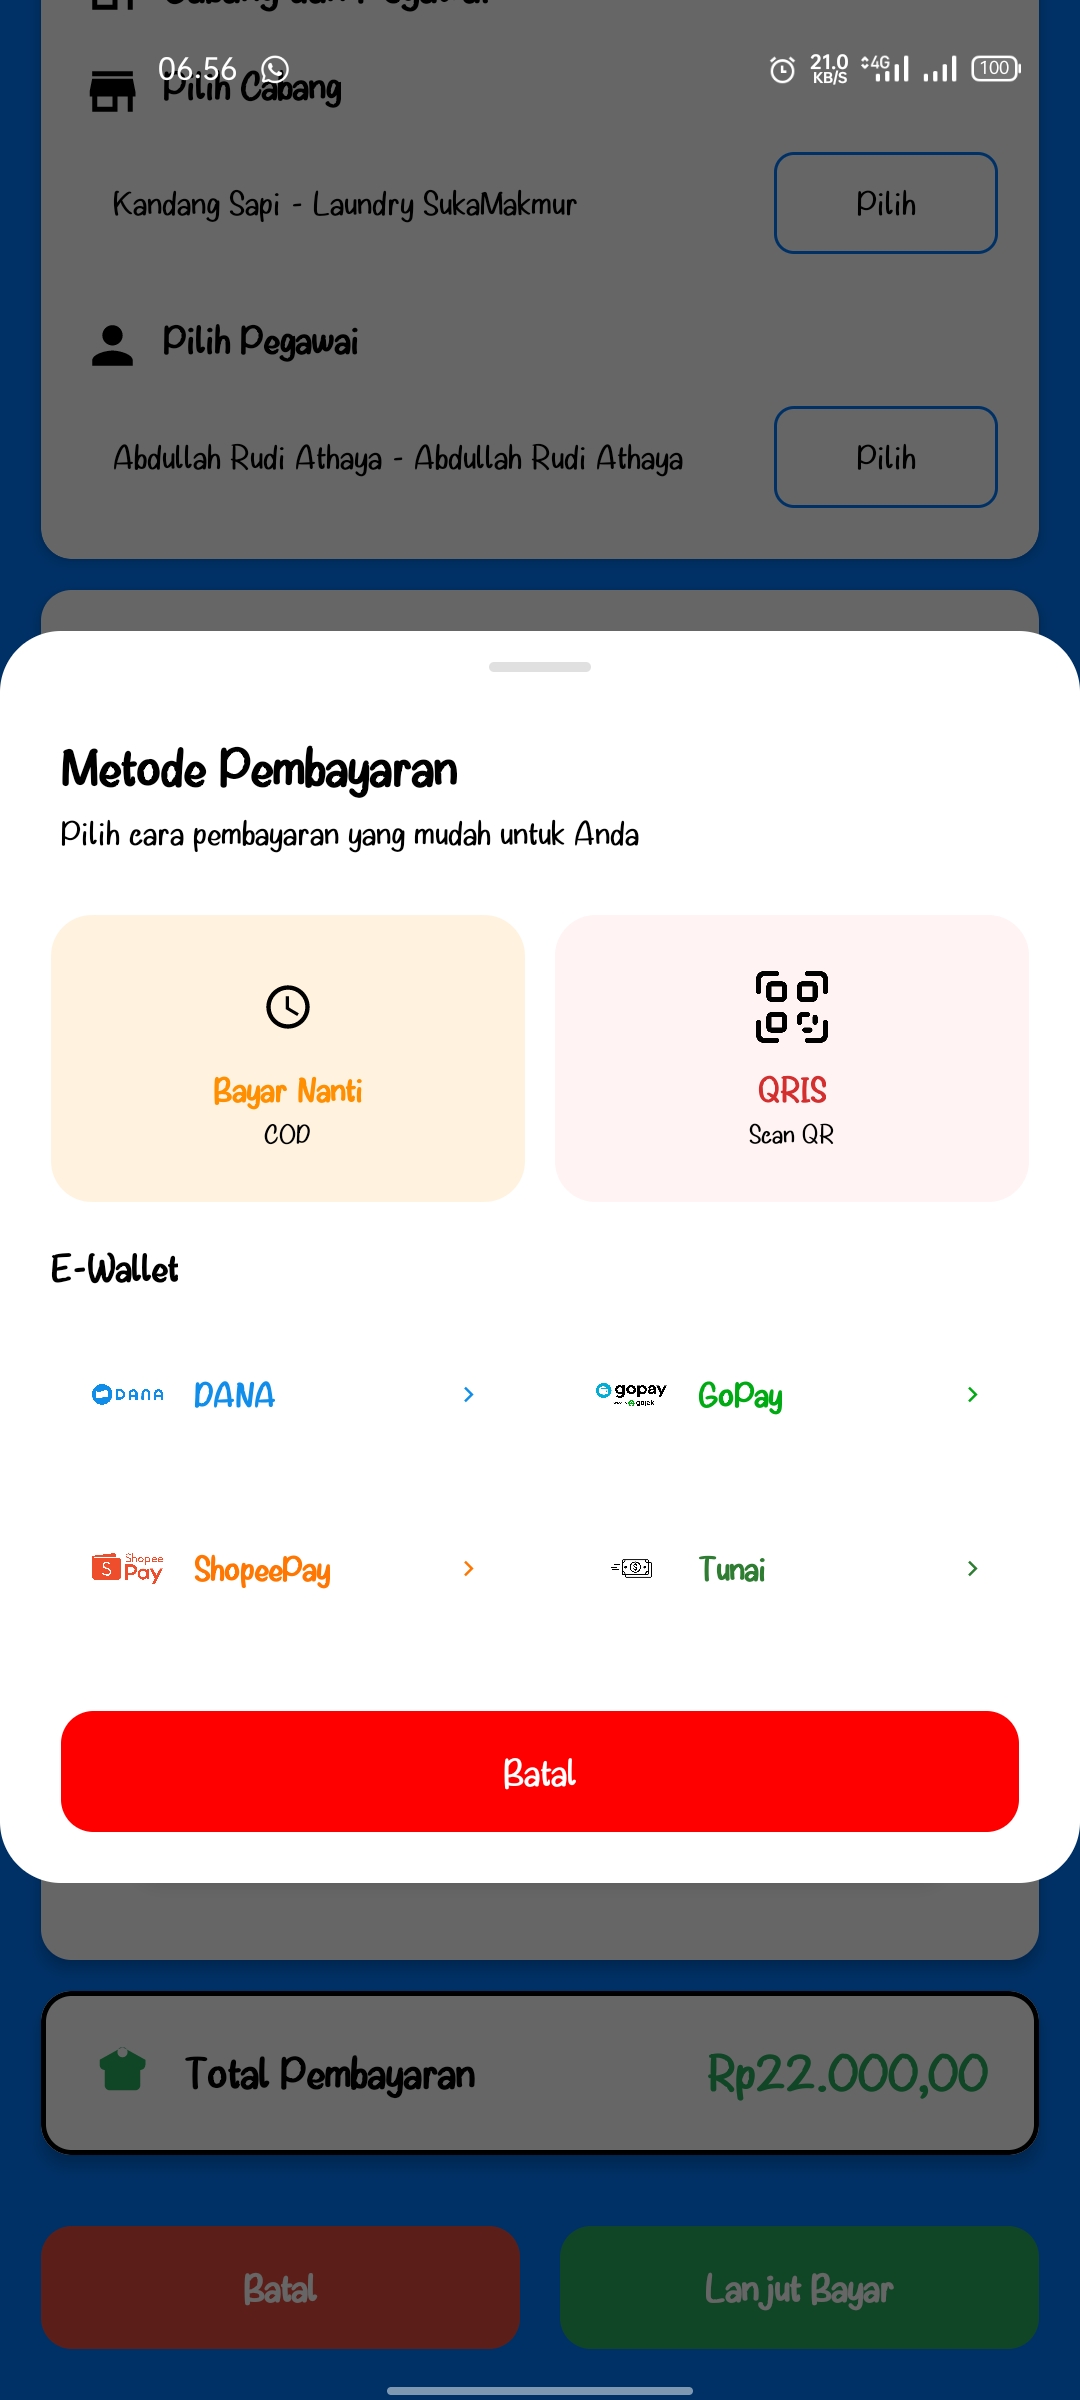 06.56
21.0
KB/S
4G
100
Pilih Cabang
Kandang Sapi - Laundry SukaMakmur
Pilih
Pilih Pegawai
Abdullah Rudi Athaya - Abdullah Rudi Athaya
Pilih
Metode Pembayaran
Pilih cara pembayaran yang mudah untuk Anda
Bayar Nanti
COD
QRIS
Scan QR
E-Wallet
DANA
DANA
gopay
gojek
GoPay
Shopee
Pay
ShopeePay
Tunai
Batal
Total Pembayaran
Rp22.000,00
Batal
Lanjut Bayar